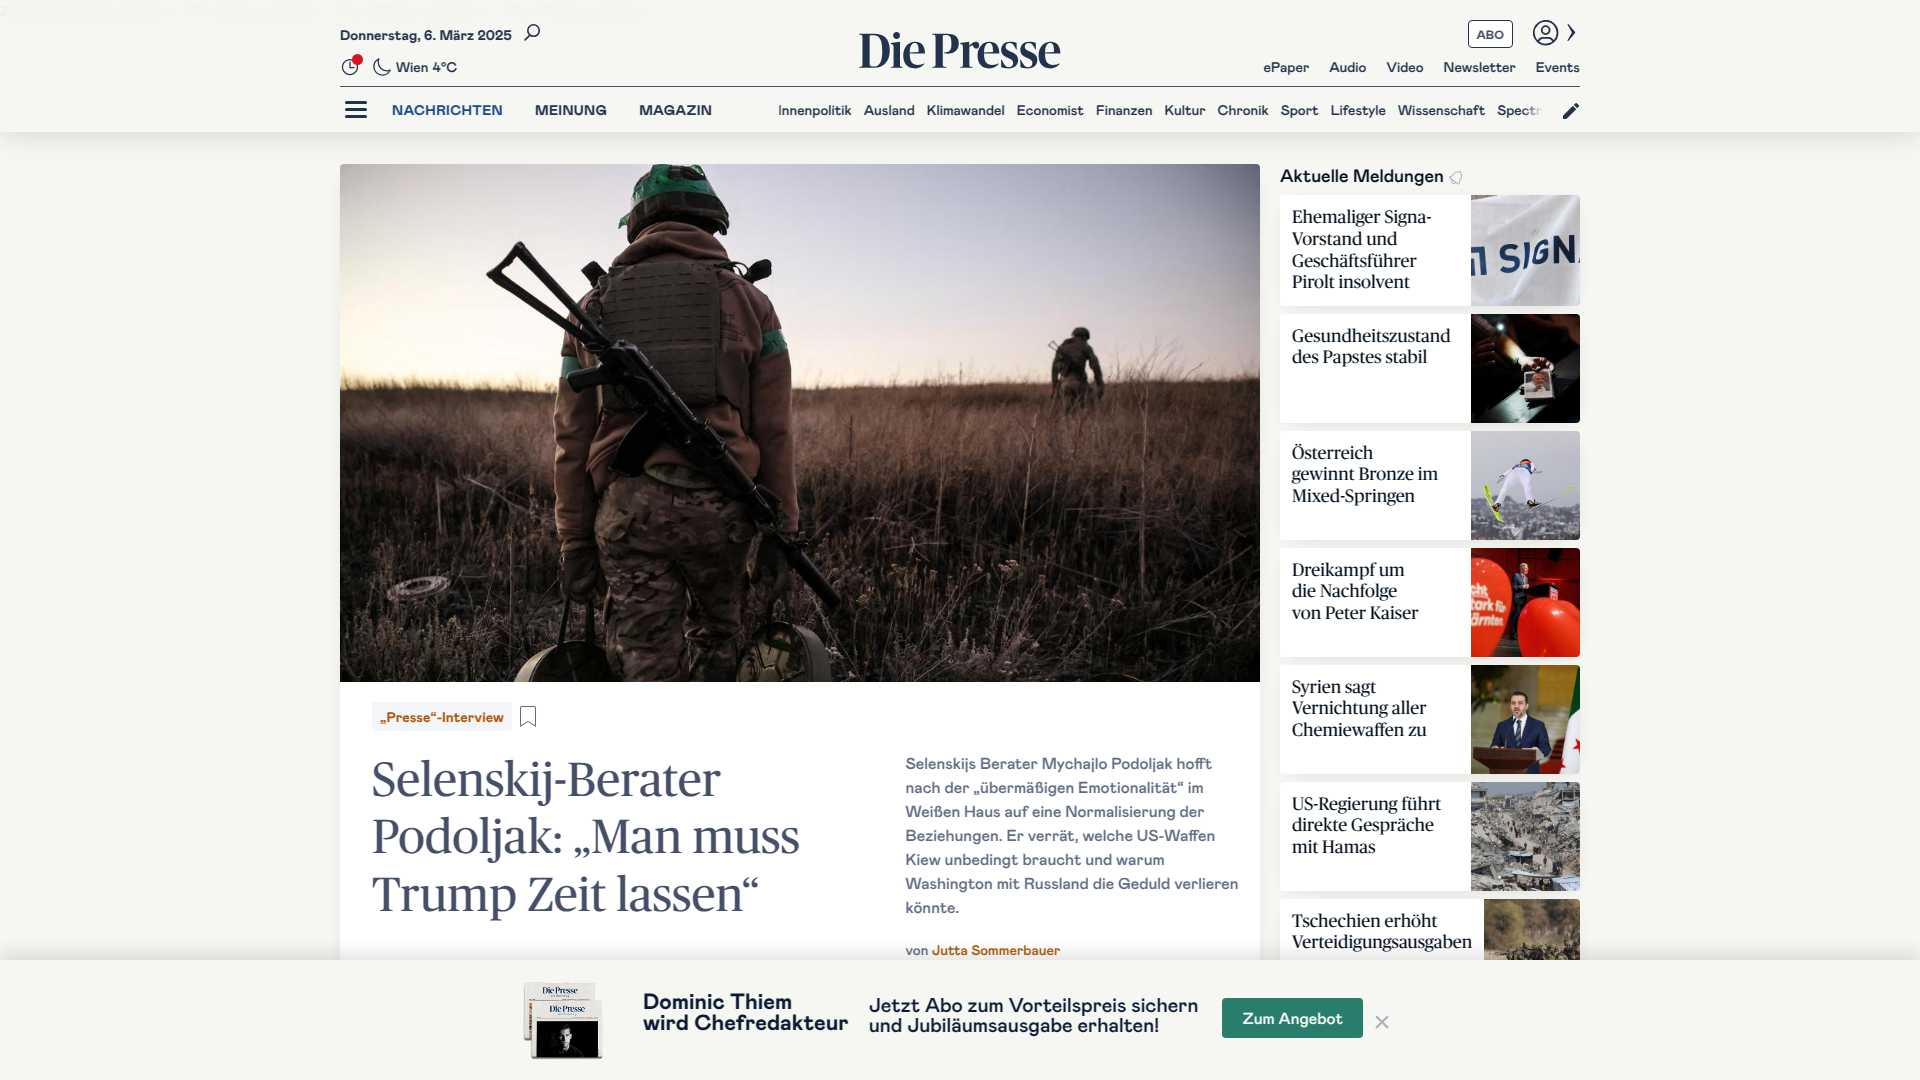 Donnerstag, 6. März 2025
Wien 4°C
Die Presse
ABO
ePaper Audio Video Newsletter Events
NACHRICHTEN MEINUNG MAGAZIN
Innenpolitik Ausland Klimawandel Economist Finanzen Kultur Chronik Sport Lifestyle Wissenschaft
„Presse“-Interview
Selenskij-Berater
Podoljak: „Man muss
Trump Zeit lassen“
Selenskijs Berater Mychajlo Podoljak hofft
nach der „übermäßigen Emotionalität“ im
Weißen Haus auf eine Normalisierung der
Beziehungen. Er verrät, welche US-Waffen
Kiew unbedingt braucht und warum
Washington mit Russland die Geduld verlieren
könnte.
von Jutta Sommerbauer
Aktuelle Meldungen
Ehemaliger Signa-
Vorstand und
Geschäftsführer
Pirolt insolvent
SIGN
Gesundheitszustand
des Papstes stabil
Österreich
gewinnt Bronze im
Mixed-Springen
Dreikampf um
die Nachfolge
von Peter Kaiser
Syrien sagt
Vernichtung aller
Chemiewaffen zu
US-Regierung führt
direkte Gespräche
mit Hamas
Tschechien erhöht
Verteidigungsausgaben
Die Presse
Die Presse
Dominic Thiem
wird Chefredakteur
Jetzt Abo zum Vorteilspreis sichern
und Jubiläumsausgabe erhalten!
Zum Angebot